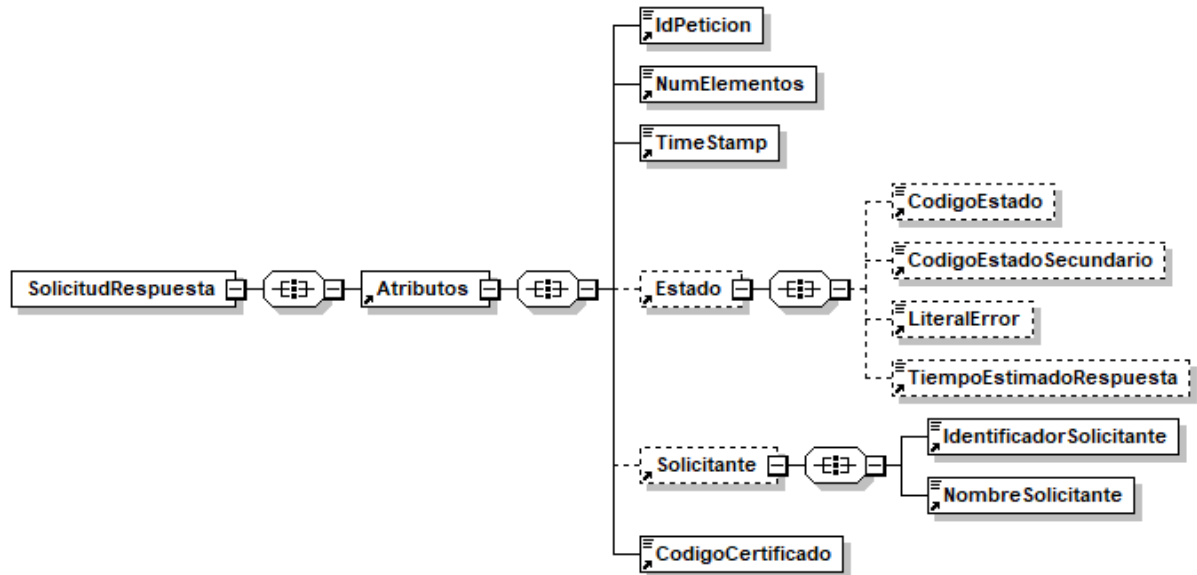 IdPeticion
NumElementos
TimeStamp
CodigoEstado
CodigoEstadoSecundario
SolicitudRespuesta
Atributos
Estado
LiteralError
TiempoEstimadoRespuesta
IdentificadorSolicitante
Solicitante
NombreSolicitante
CodigoCertificado